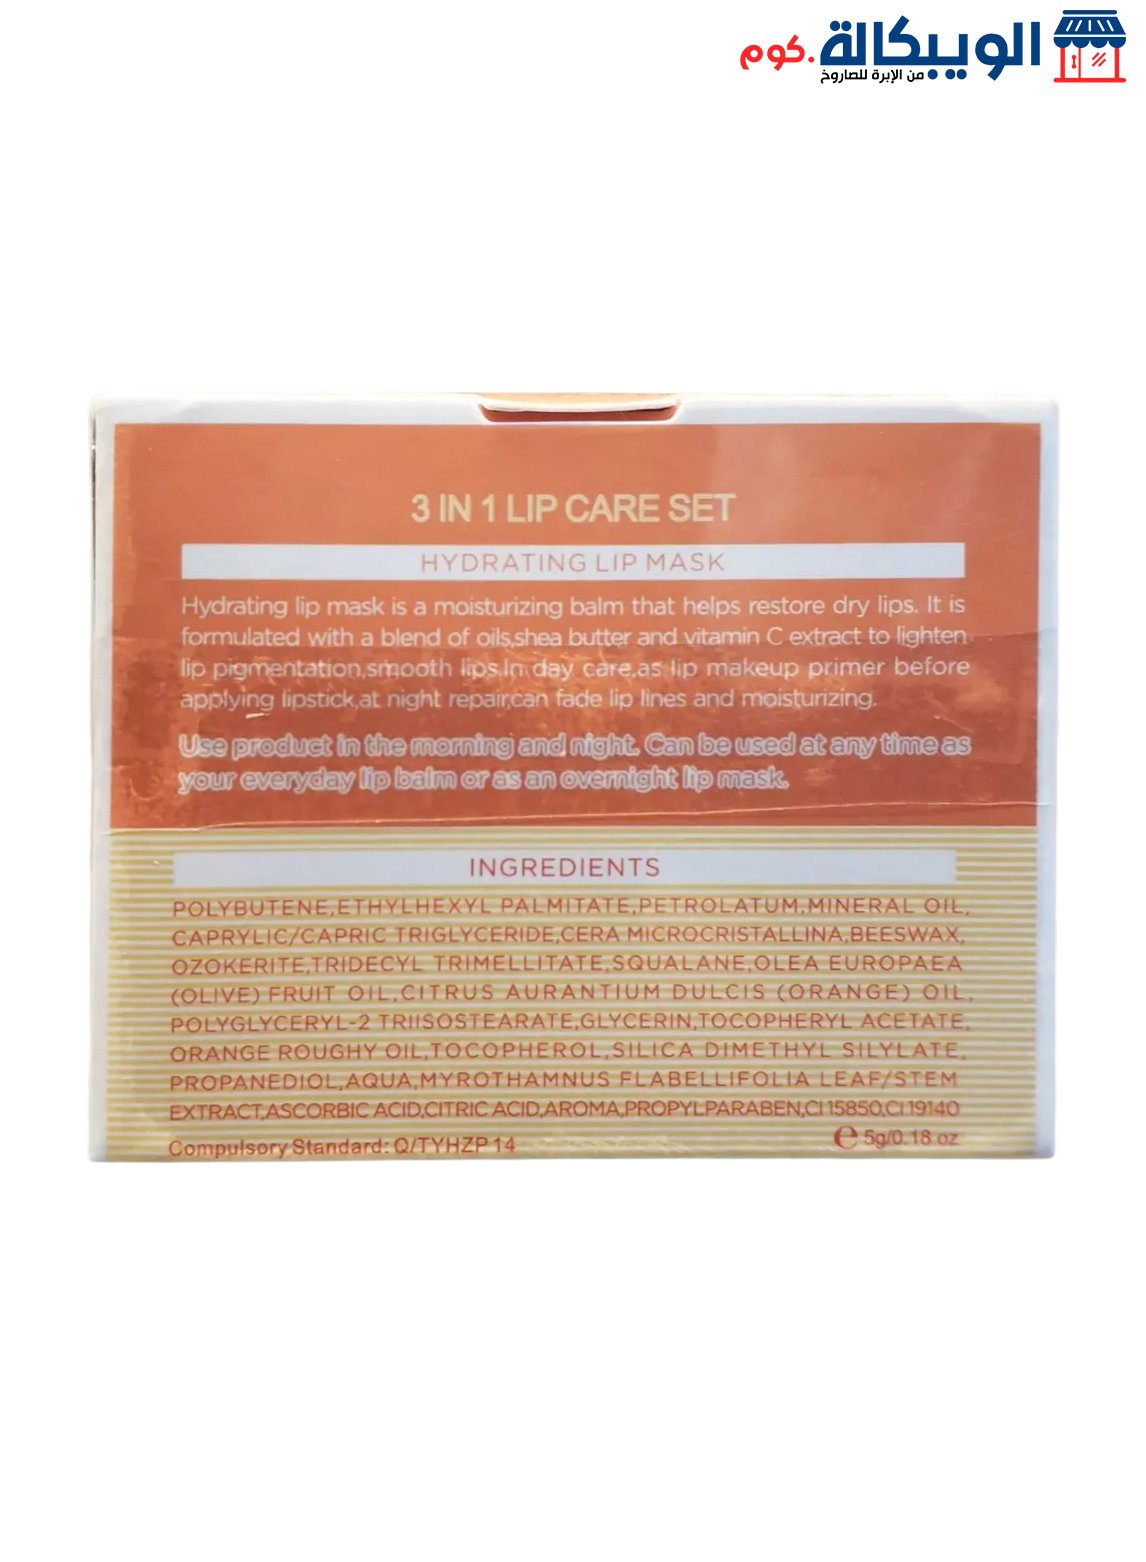 الويبكالة.كوم
من الإبرة للصاروخ
3 IN 1 LIP CARE SET
HYDRATING LIP MASK
Hydrating lip mask is a moisturizing balm that helps restore dry lips. It is
formulated with a blend of oils,shea butter and vitamin C extract to lighten
lip pigmentation,smooth lips.In day care,as lip makeup primer before
applying lipstick,at night repair,can fade lip lines and moisturizing.
Use product in the morning and night. Can be used at any time as
your everyday lip balm or as an overnight lip mask.
INGREDIENTS
POLYBUTENE,ETHYLHEXYL PALMITATE,PETROLATUM,MINERAL OIL,
CAPRYLIC/CAPRIC TRIGLYCERIDE,CERA MICROCRISTALLINA,BEESWAX,
OZOKERITE,TRIDECYL TRIMELLITATE,SQUALANE,OLEA EUROPAEA
(OLIVE) FRUIT OIL,CITRUS AURANTIUM DULCIS (ORANGE) OIL,
POLYGLYCERYL-2 TRIISOSTEARATE,GLYCERIN,TOCOPHERYL ACETATE,
ORANGE ROUGHY OIL,TOCOPHEROL,SILICA DIMETHYL SILYLATE,
PROPANEDIOL,AQUA,MYROTHAMNUS FLABELLIFOLIA LEAF/STEM
EXTRACT,ASCORBIC ACID,CITRIC ACID,AROMA,PROPYLPARABEN,CI 15850,CI 19140
Compulsory Standard: Q/TYHZP 14
℮ 5g/0.18 oz